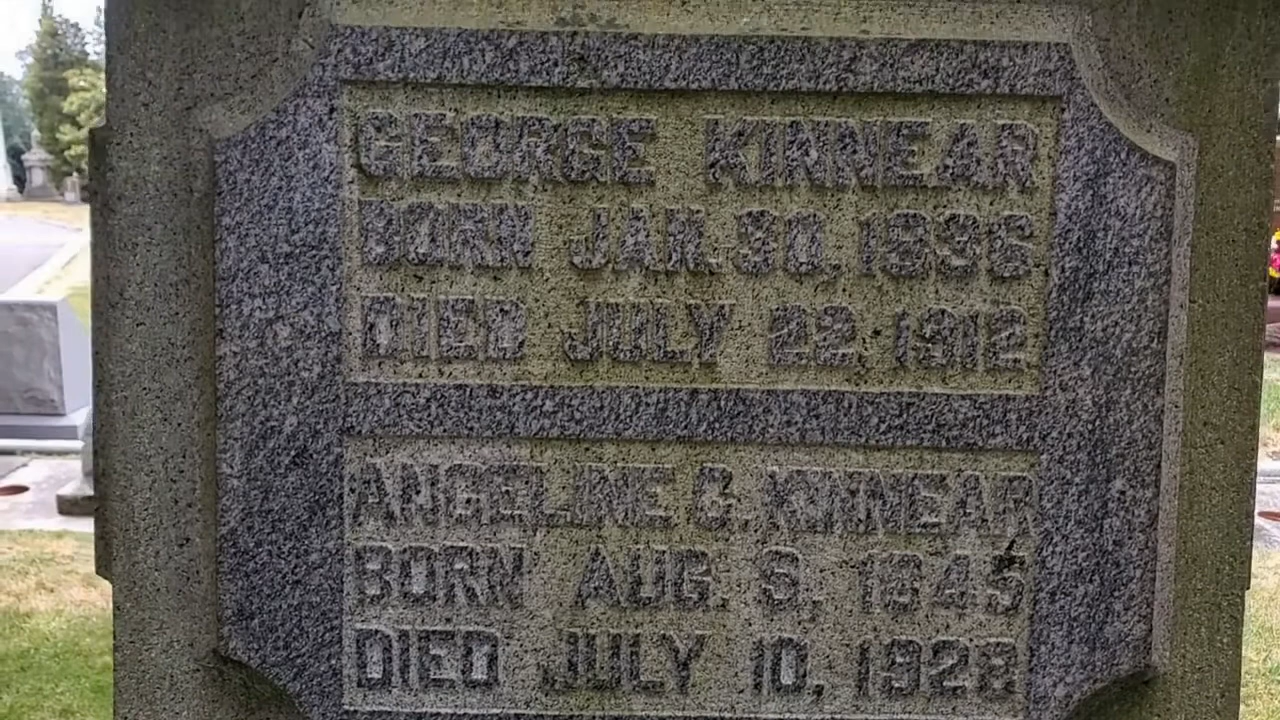 GEORGE KINNEAR
BORN JAN. 30, 1836
DIED JULY 22, 1912
ANGELINE C. KINNEAR
BORN AUG. 8, 1845
DIED JULY 10, 1928